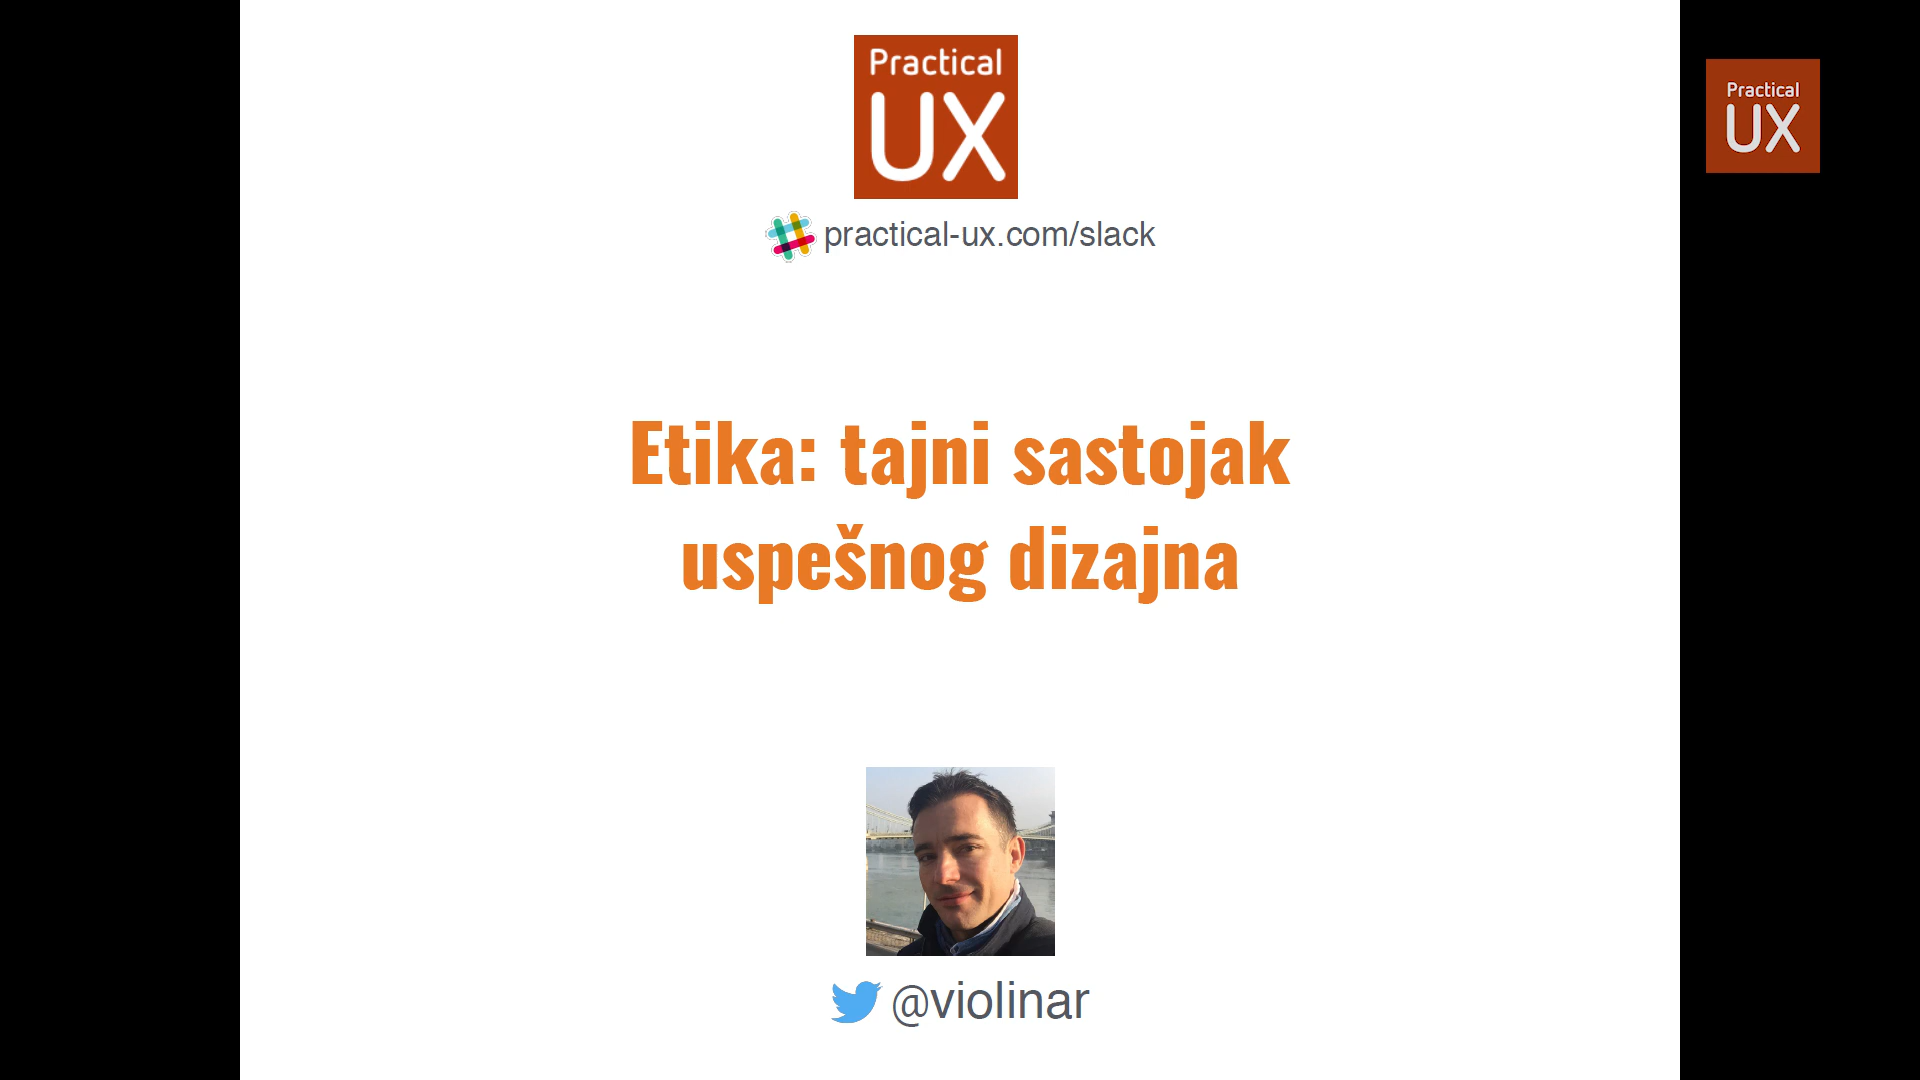 Practical
UX
practical-ux.com/slack
Etika: tajni sastojak
uspešnog dizajna
@violinar
Practical
UX